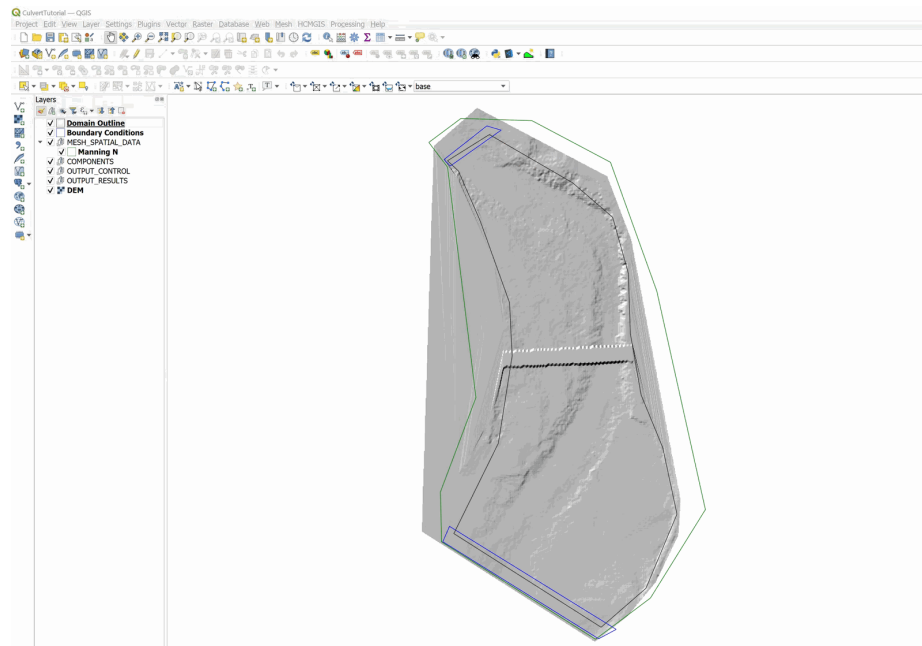 CulvertTutorial — QGIS
Project Edit View Layer Settings Plugins Vector Raster Database Web Mesh HCMGIS Processing Help
base
Layers
Domain Outline
Boundary Conditions
MESH_SPATIAL_DATA
Manning N
COMPONENTS
OUTPUT_CONTROL
OUTPUT_RESULTS
DEM